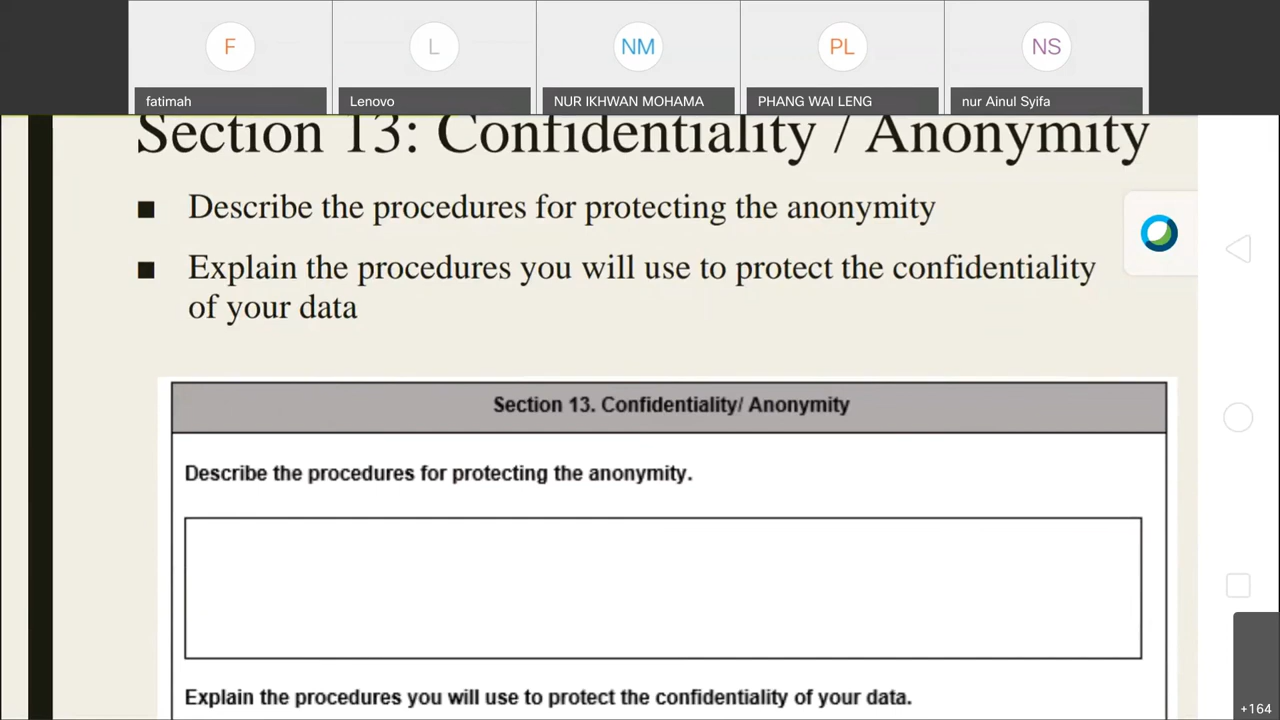 F
L
NM
PL
NS
fatimah
Lenovo
NUR IKHWAN MOHAMA
PHANG WAI LENG
nur Ainul Syifa
Section 13: Confidentiality / Anonymity
■ Describe the procedures for protecting the anonymity
■ Explain the procedures you will use to protect the confidentiality
of your data
Section 13. Confidentiality/ Anonymity
Describe the procedures for protecting the anonymity.
Explain the procedures you will use to protect the confidentiality of your data.
+164